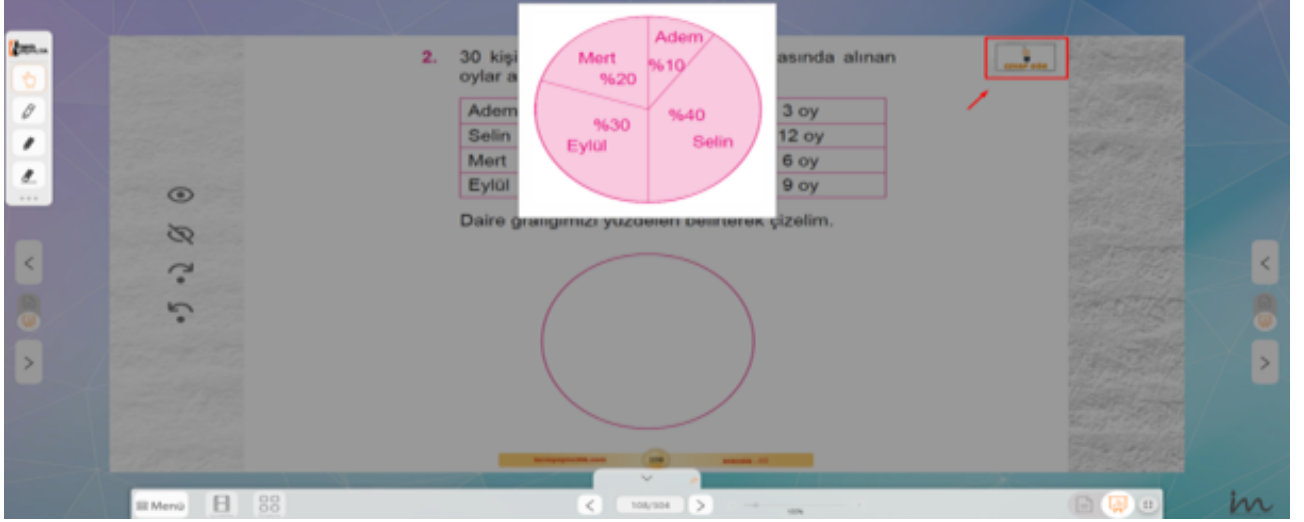 Adem
Mert
%10
%20
%40
%30
Selin
Eylül
2. 30 kişi asında alınan
oylar a
Adem 3 oy
Selin 12 oy
Mert 6 oy
Eylül 9 oy
Daire grafiğimizi yüzdeleri belirterek çizelim.
Menü
108/304